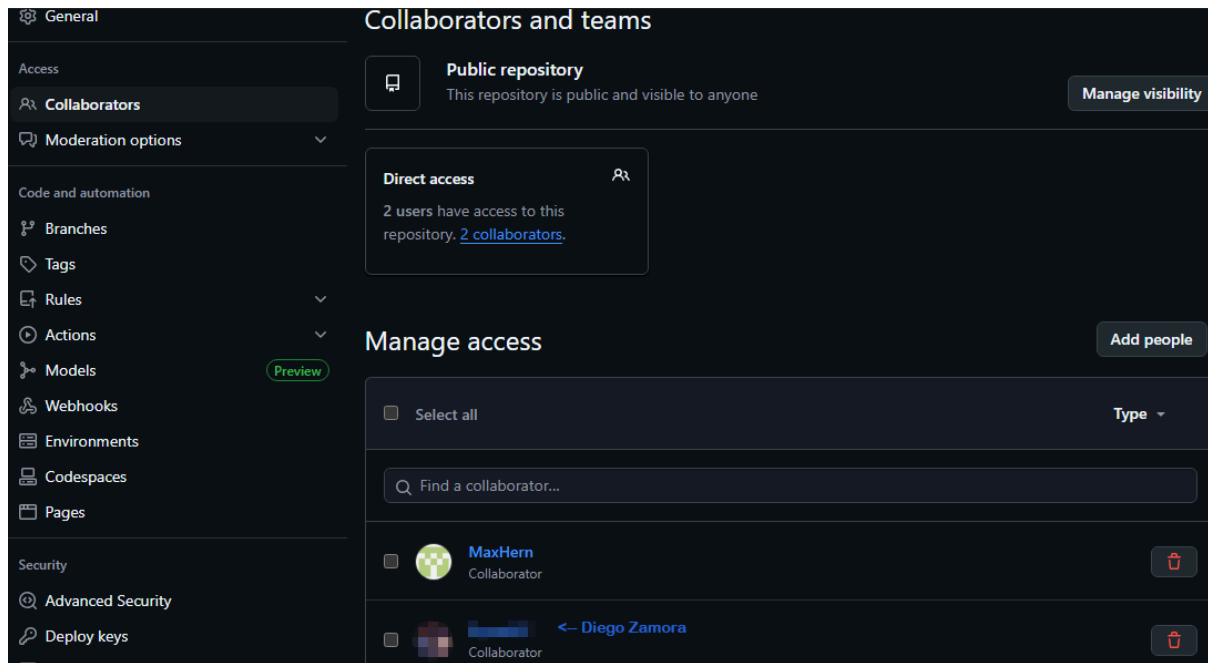 General
Access
Collaborators
Moderation options
Code and automation
Branches
Tags
Rules
Actions
Models Preview
Webhooks
Environments
Codespaces
Pages
Security
Advanced Security
Deploy keys
Collaborators and teams
Public repository
This repository is public and visible to anyone
Manage visibility
Direct access
2 users have access to this
repository. 2 collaborators.
Manage access
Add people
Select all
Type
Find a collaborator...
MaxHern
Collaborator
<-- Diego Zamora
Collaborator